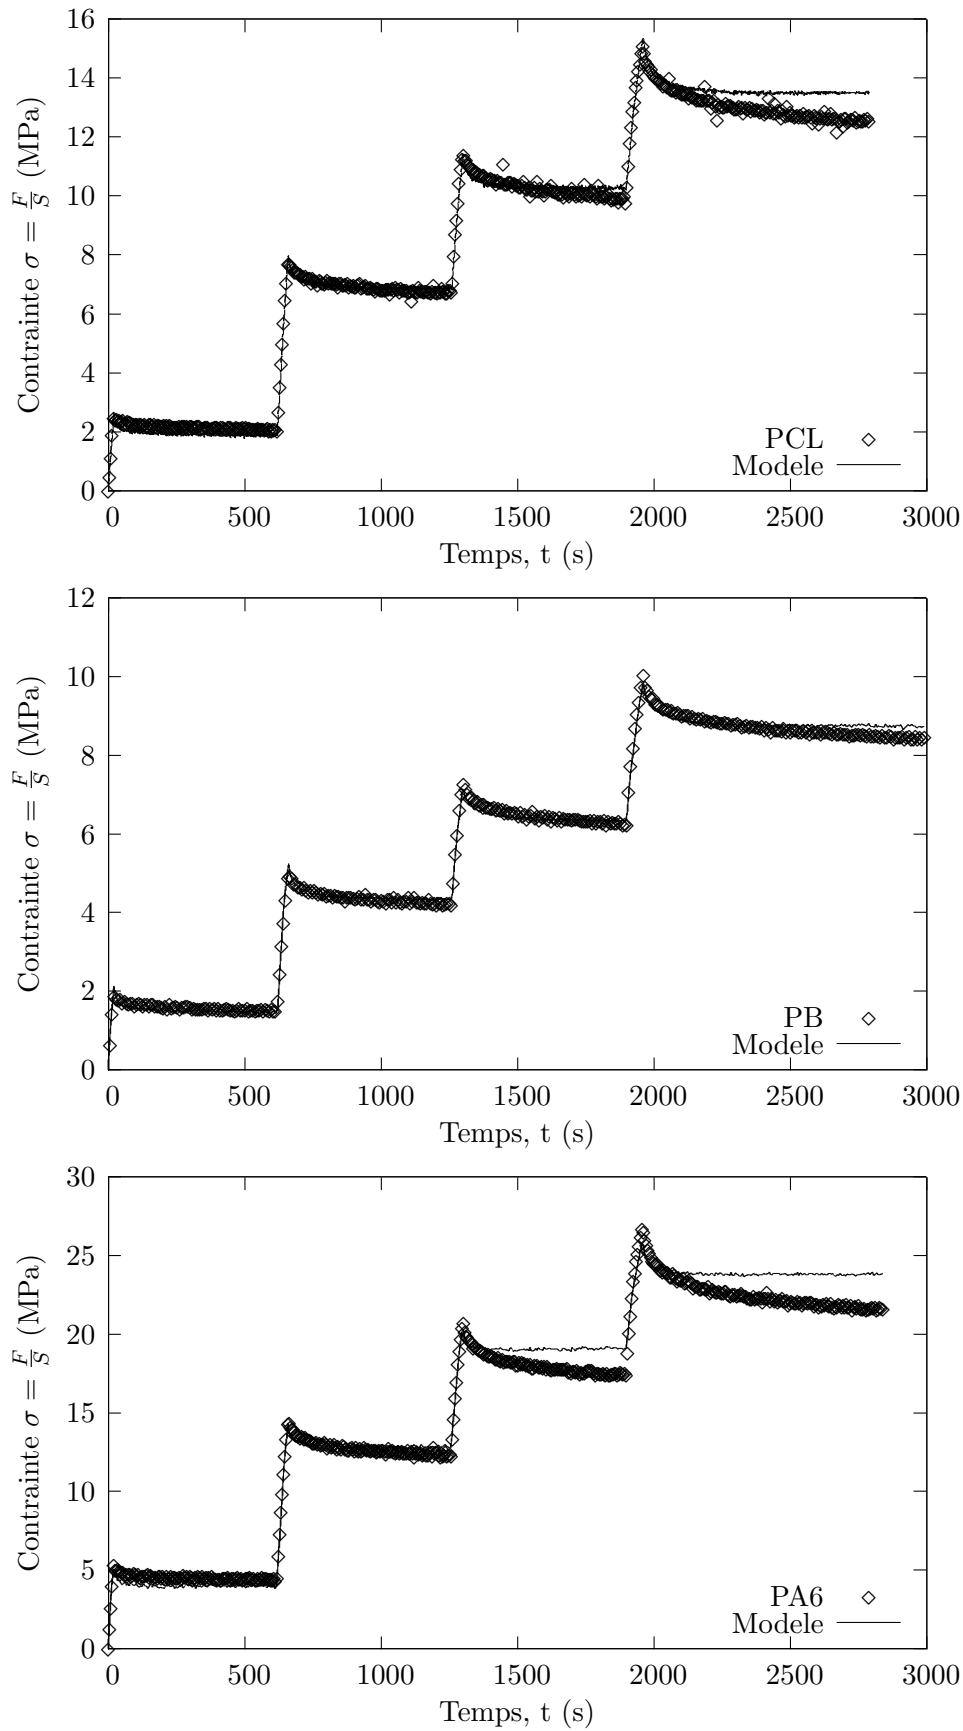 16
14
12
10
8
6
4
2
0
Contrainte σ = F/S (MPa)
PCL
Modele
0 500 1000 1500 2000 2500 3000
Temps, t (s)
12
10
8
6
4
2
0
Contrainte σ = F/S (MPa)
PB
Modele
0 500 1000 1500 2000 2500 3000
Temps, t (s)
30
25
20
15
10
5
0
Contrainte σ = F/S (MPa)
PA6
Modele
0 500 1000 1500 2000 2500 3000
Temps, t (s)